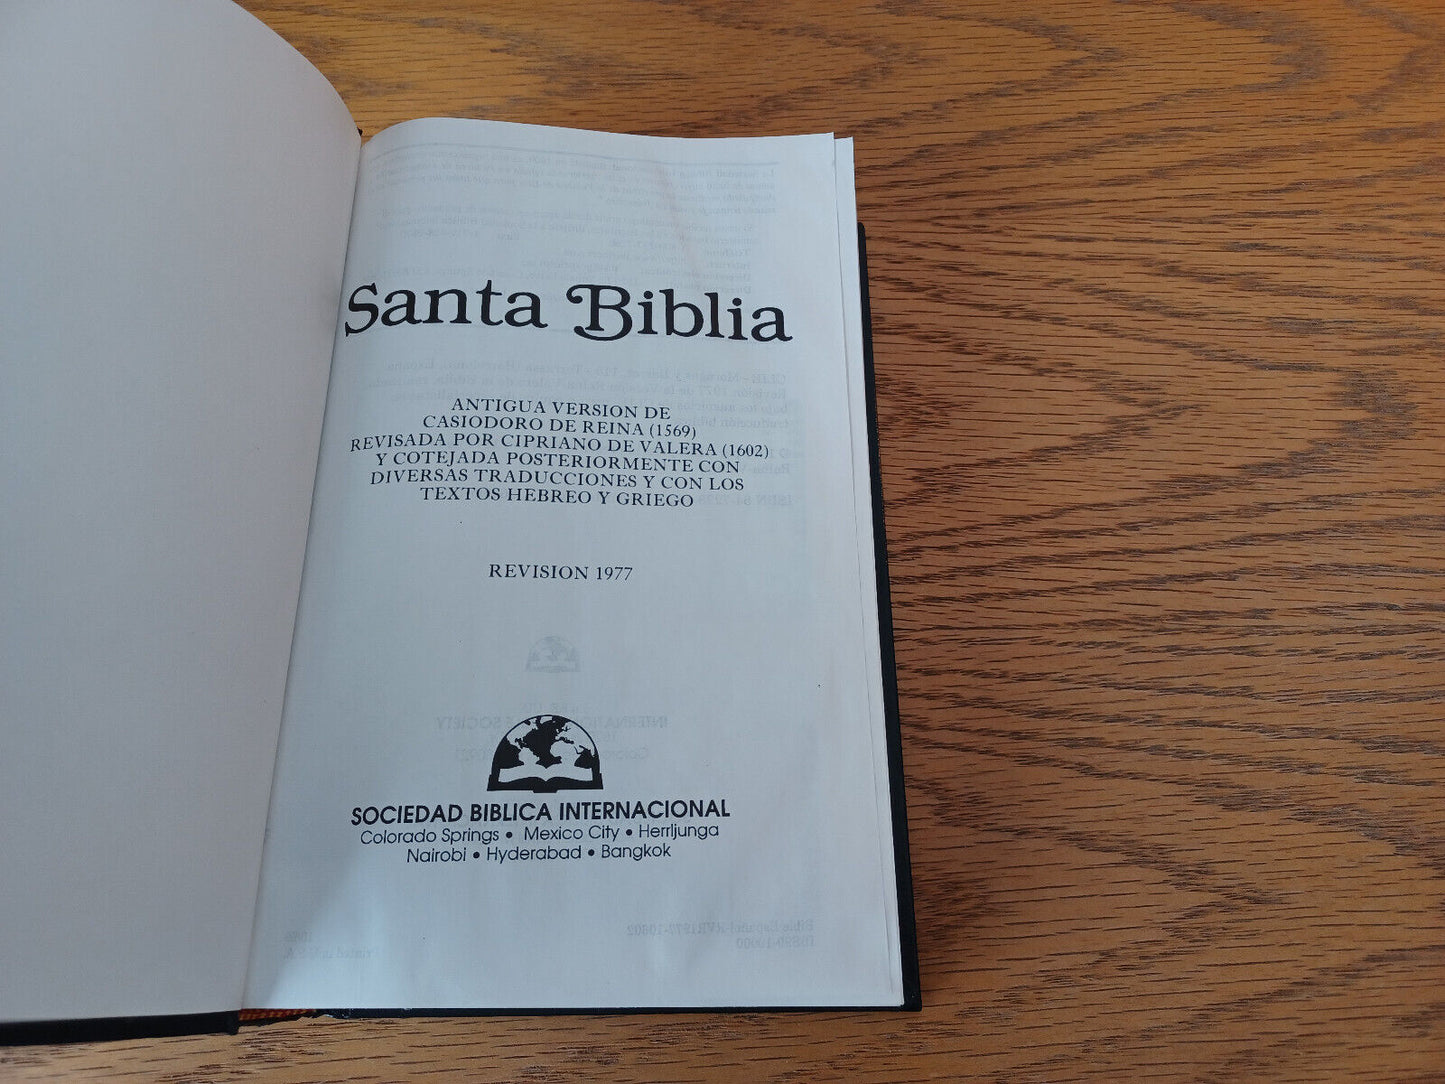 Santa Biblia
ANTIGUA VERSION DE
CASIODORO DE REINA (1569)
REVISADA POR CIPRIANO DE VALERA (1602)
Y COTEJADA POSTERIORMENTE CON
DIVERSAS TRADUCCIONES Y CON LOS
TEXTOS HEBREO Y GRIEGO
REVISION 1977
SOCIEDAD BIBLICA INTERNACIONAL
Colorado Springs • Mexico City • Herrljunga
Nairobi • Hyderabad • Bangkok